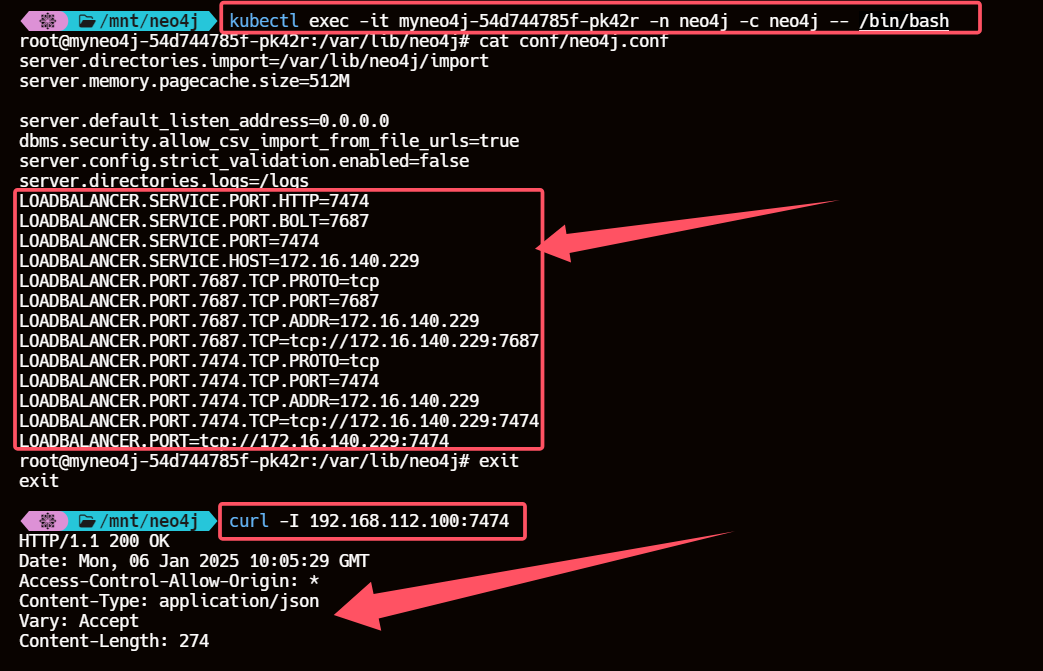 /mnt/neo4j kubectl exec -it myneo4j-54d744785f-pk42r -n neo4j -c neo4j -- /bin/bash
root@myneo4j-54d744785f-pk42r:/var/lib/neo4j# cat conf/neo4j.conf
server.directories.import=/var/lib/neo4j/import
server.memory.pagecache.size=512M
server.default_listen_address=0.0.0.0
dbms.security.allow_csv_import_from_file_urls=true
server.config.strict_validation.enabled=false
server.directories.logs=/logs
LOADBALANCER.SERVICE.PORT.HTTP=7474
LOADBALANCER.SERVICE.PORT.BOLT=7687
LOADBALANCER.SERVICE.PORT=7474
LOADBALANCER.SERVICE.HOST=172.16.140.229
LOADBALANCER.PORT.7687.TCP.PROTO=tcp
LOADBALANCER.PORT.7687.TCP.PORT=7687
LOADBALANCER.PORT.7687.TCP.ADDR=172.16.140.229
LOADBALANCER.PORT.7687.TCP=tcp://172.16.140.229:7687
LOADBALANCER.PORT.7474.TCP.PROTO=tcp
LOADBALANCER.PORT.7474.TCP.PORT=7474
LOADBALANCER.PORT.7474.TCP.ADDR=172.16.140.229
LOADBALANCER.PORT.7474.TCP=tcp://172.16.140.229:7474
LOADBALANCER.PORT=tcp://172.16.140.229:7474
root@myneo4j-54d744785f-pk42r:/var/lib/neo4j# exit
exit
/mnt/neo4j curl -I 192.168.112.100:7474
HTTP/1.1 200 OK
Date: Mon, 06 Jan 2025 10:05:29 GMT
Access-Control-Allow-Origin: *
Content-Type: application/json
Vary: Accept
Content-Length: 274